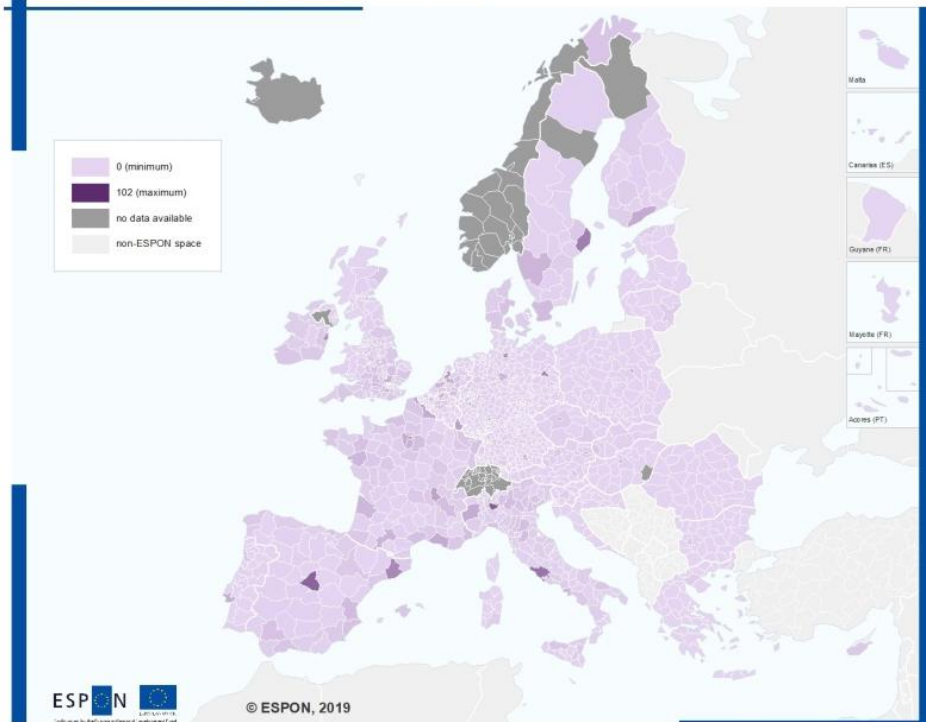 0 (minimum)
102 (maximum)
no data available
non-ESPON space
Malta
Canarias (ES)
Guyane (FR)
Mayotte (FR)
Acores (PT)
ESPON
© ESPON, 2019